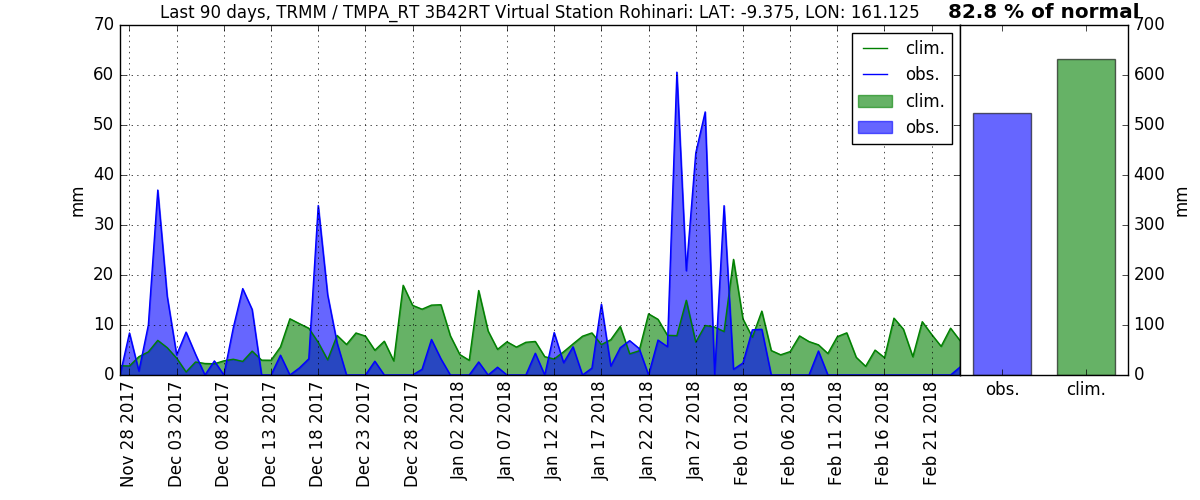 Last 90 days, TRMM / TMPA_RT 3B42RT Virtual Station Rohinari: LAT: -9.375, LON: 161.125
82.8 % of normal
70
60
50
40
30
20
10
0
mm
clim.
obs.
clim.
obs.
Nov 28 2017
Dec 03 2017
Dec 08 2017
Dec 13 2017
Dec 18 2017
Dec 23 2017
Dec 28 2017
Jan 02 2018
Jan 07 2018
Jan 12 2018
Jan 17 2018
Jan 22 2018
Jan 27 2018
Feb 01 2018
Feb 06 2018
Feb 11 2018
Feb 16 2018
Feb 21 2018
700
600
500
400
300
200
100
0
mm
obs.
clim.